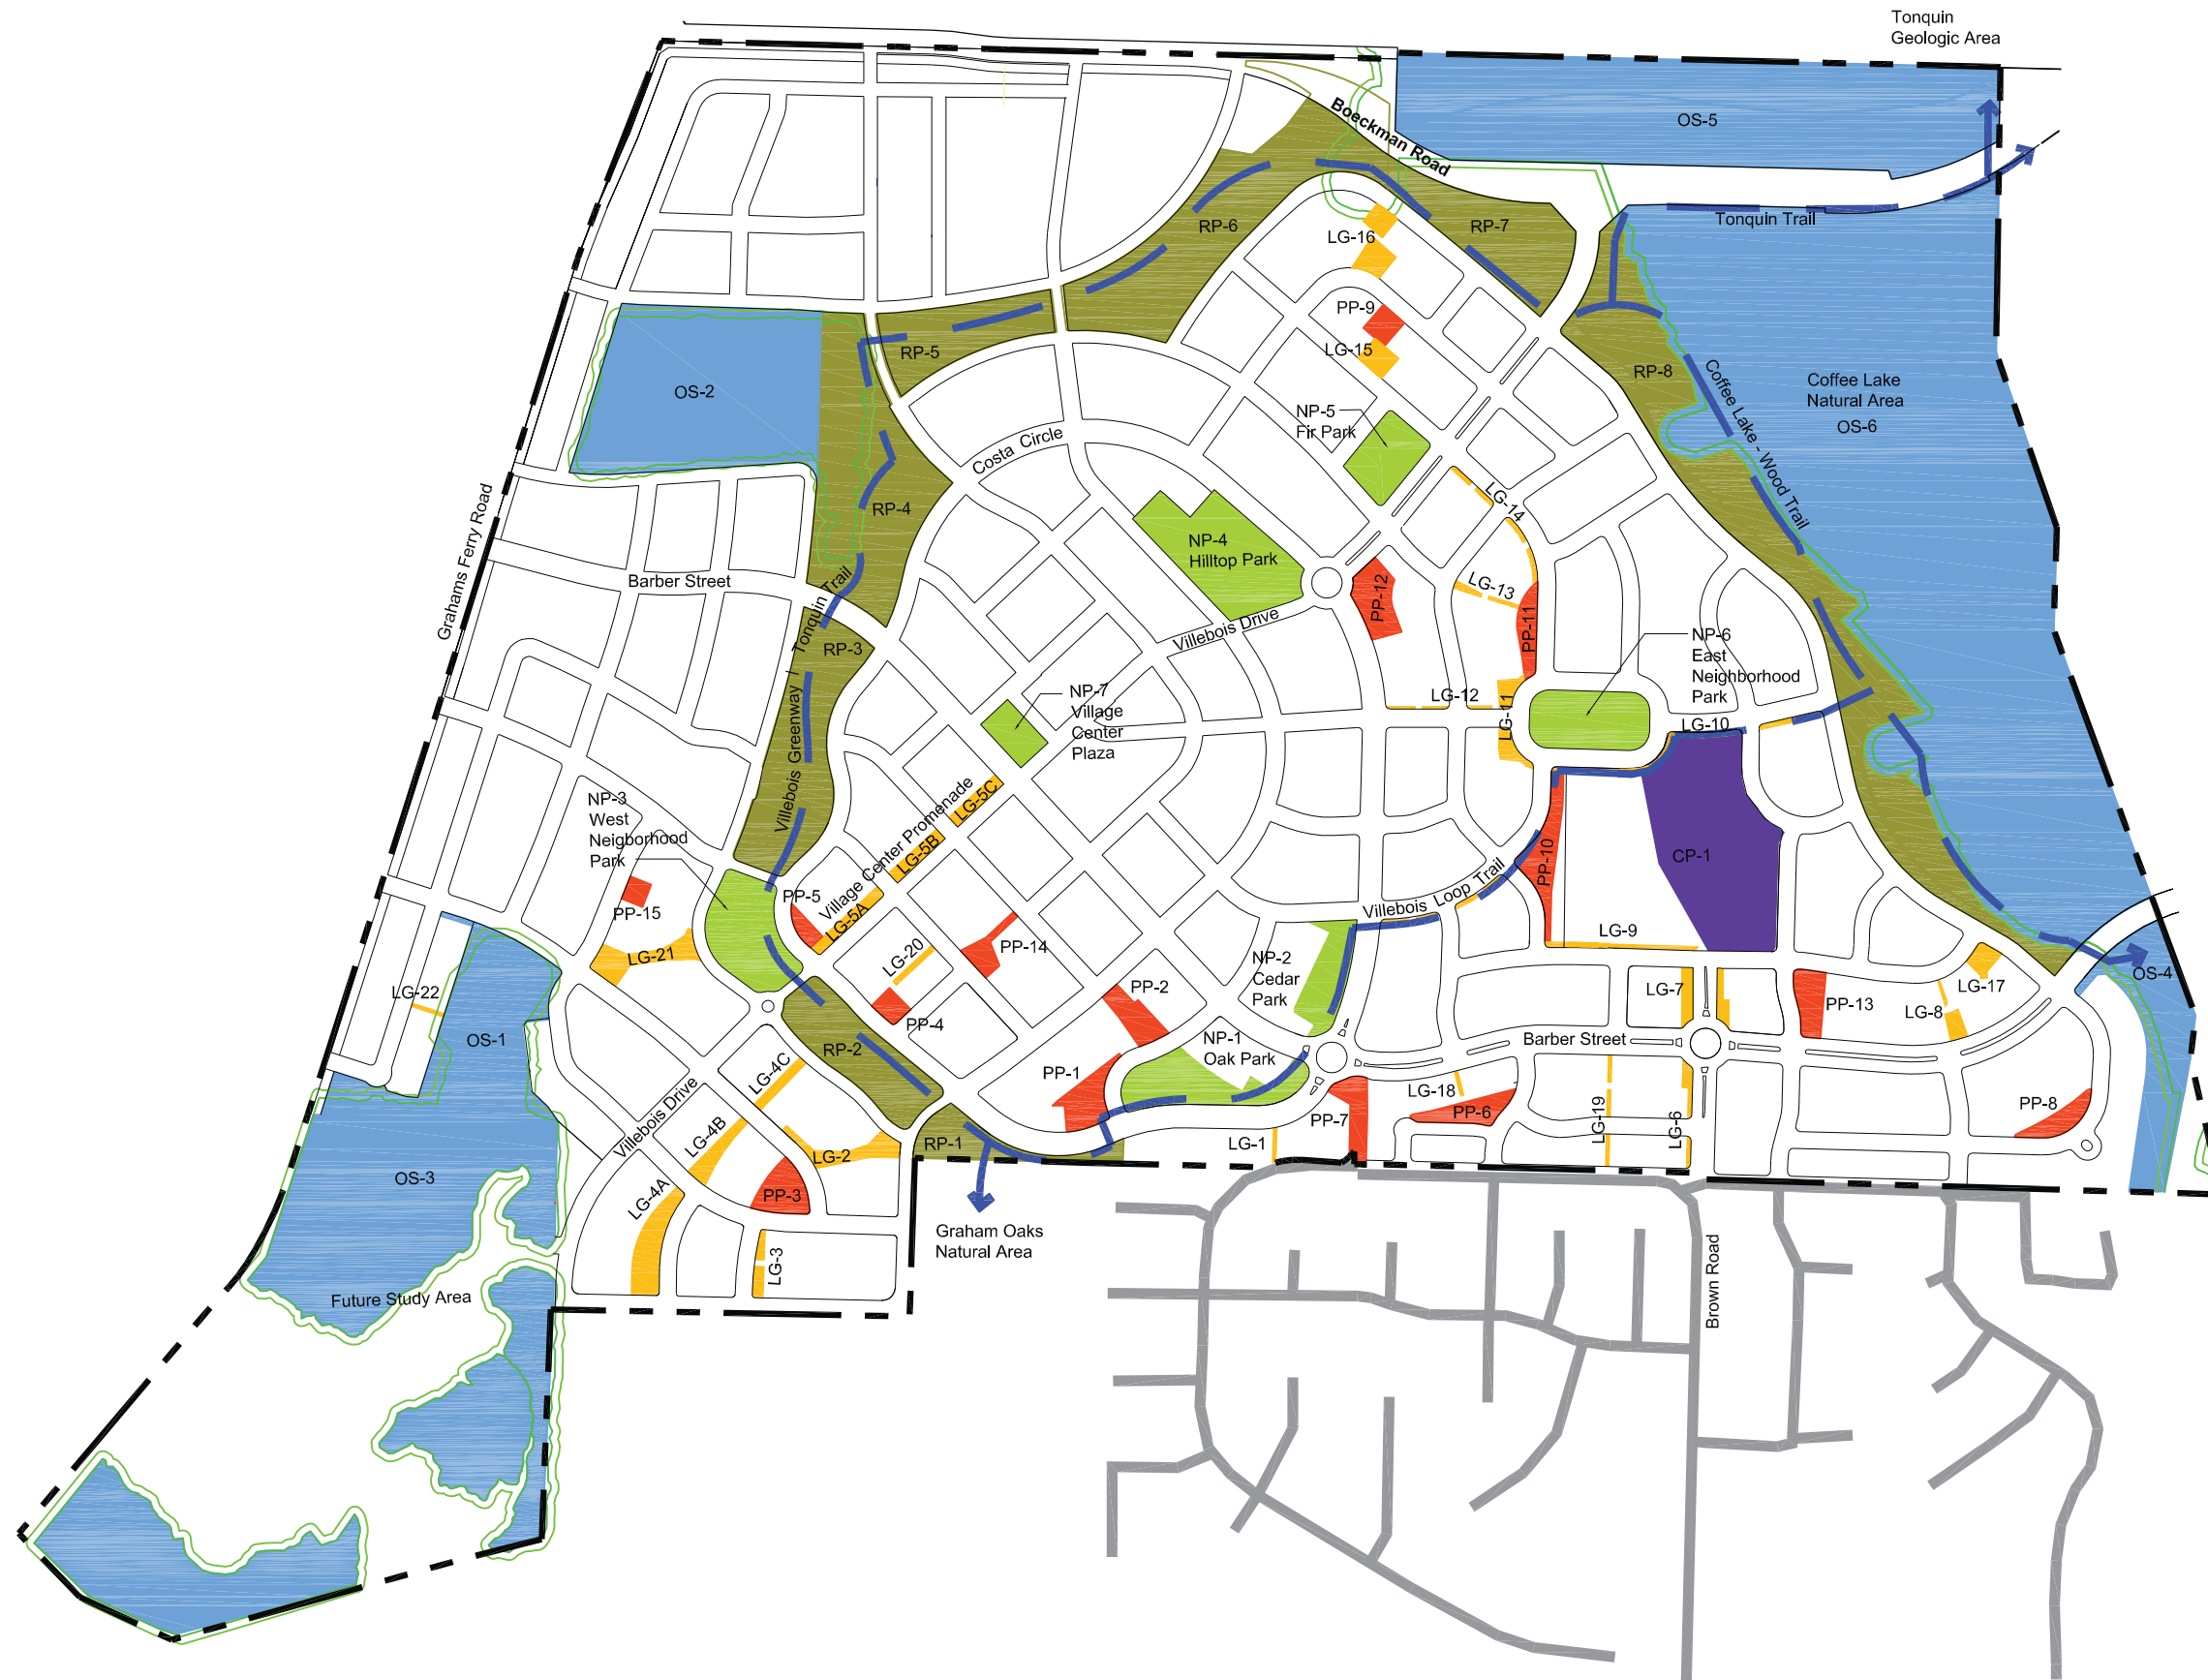 Tonquin
Geologic Area
Boeckman Road
OS-5
Tonquin Trail
RP-6
RP-7
LG-16
PP-9
LG-15
RP-5
OS-2
RP-8
Coffee Lake
Natural Area
OS-6
Coffee Lake - Wood Trail
NP-5
Fir Park
Costa Circle
RP-4
LG-14
Grahams Ferry Road
NP-4
Hilltop Park
Barber Street
PP-12
LG-13
PP-11
Villebois Drive
Villebois Greenway / Tonquin Trail
RP-3
NP-6
East
Neighborhood
Park
NP-7
Village
Center
Plaza
LG-12
LG-11
LG-10
NP-3
West
Neigborhood
Park
Village Center Promenade
LG-5C
LG-5B
LG-5A
PP-5
CP-1
PP-10
Villebois Loop Trail
PP-15
LG-21
LG-20
PP-14
LG-9
NP-2
Cedar
Park
LG-22
PP-4
PP-2
LG-7
PP-13
LG-17
LG-8
OS-4
OS-1
RP-2
NP-1
Oak Park
Barber Street
PP-1
LG-4C
LG-18
PP-6
PP-7
LG-19
LG-6
PP-8
Villebois Drive
LG-4B
LG-2
RP-1
LG-1
OS-3
LG-4A
PP-3
LG-3
Graham Oaks
Natural Area
Brown Road
Future Study Area